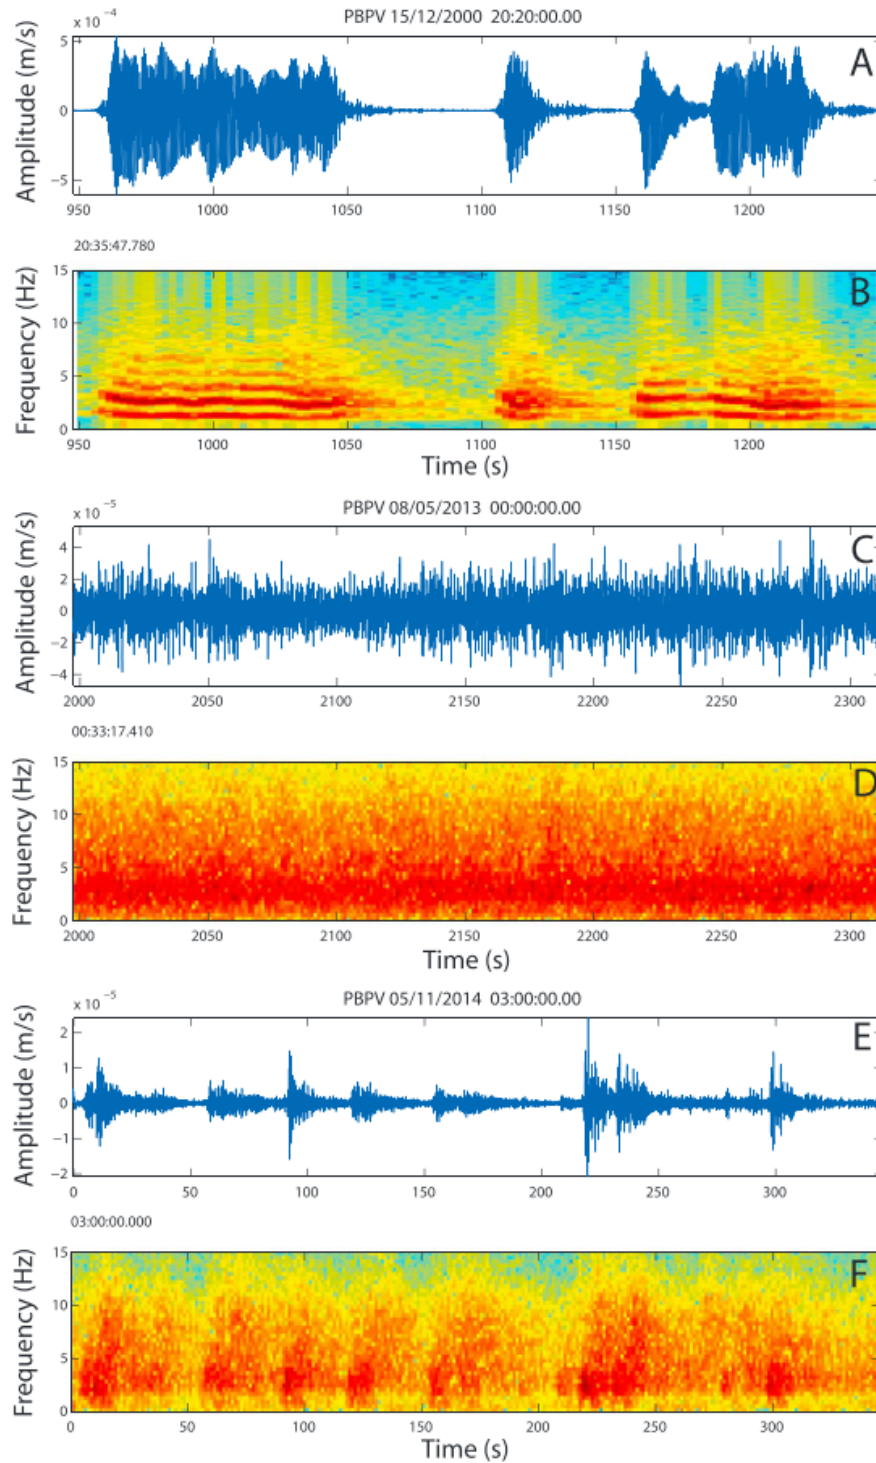 PBPV 15/12/2000 20:20:00.00
x 10⁻⁴
A
Amplitude (m/s)
5
0
−5
950 1000 1050 1100 1150 1200
20:35:47.780
B
Frequency (Hz)
15
10
5
0
950 1000 1050 1100 1150 1200
Time (s)
PBPV 08/05/2013 00:00:00.00
x 10⁻⁵
C
Amplitude (m/s)
4
2
0
−2
−4
2000 2050 2100 2150 2200 2250 2300
00:33:17.410
D
Frequency (Hz)
15
10
5
0
2000 2050 2100 2150 2200 2250 2300
Time (s)
PBPV 05/11/2014 03:00:00.00
x 10⁻⁵
E
Amplitude (m/s)
2
1
0
−1
−2
0 50 100 150 200 250 300
03:00:00.000
F
Frequency (Hz)
15
10
5
0
0 50 100 150 200 250 300
Time (s)